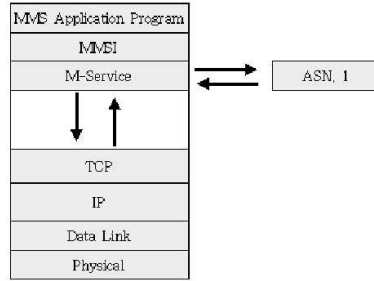 MMS Application Program
MMSI
M-Service
ASN, 1
TCP
IP
Data Link
Physical